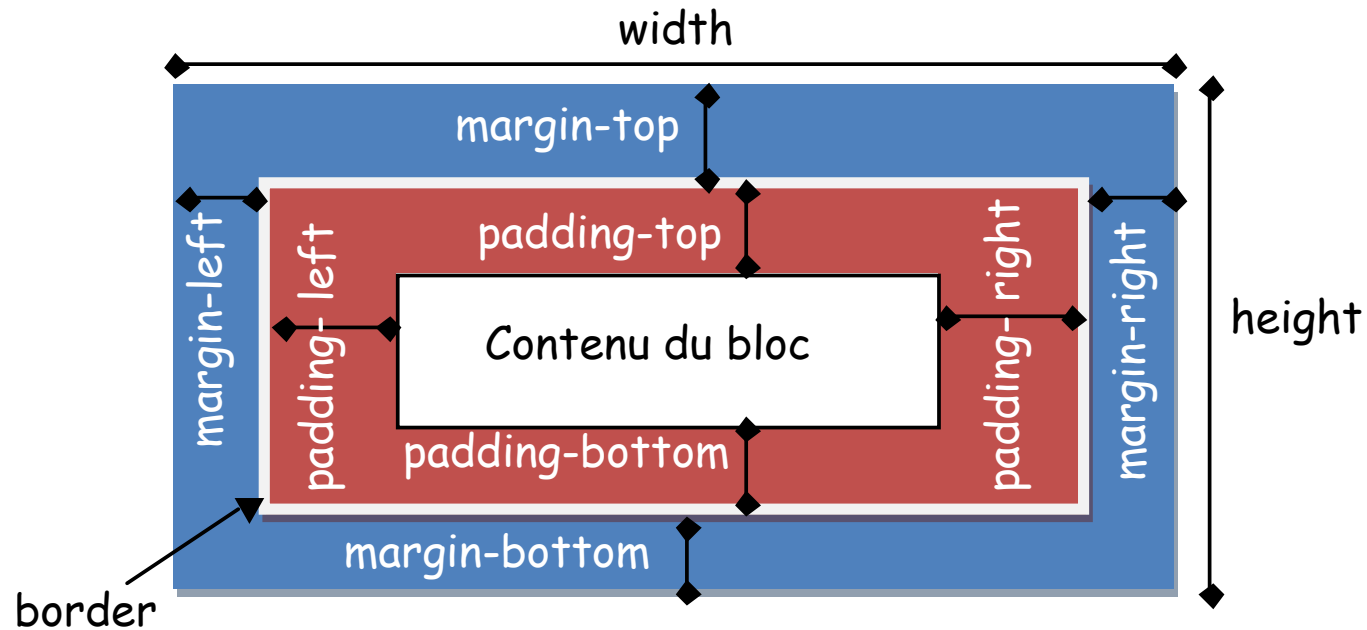 width
margin-top
margin-left
padding- left
padding-top
padding- right
margin-right
height
Contenu du bloc
padding-bottom
margin-bottom
border